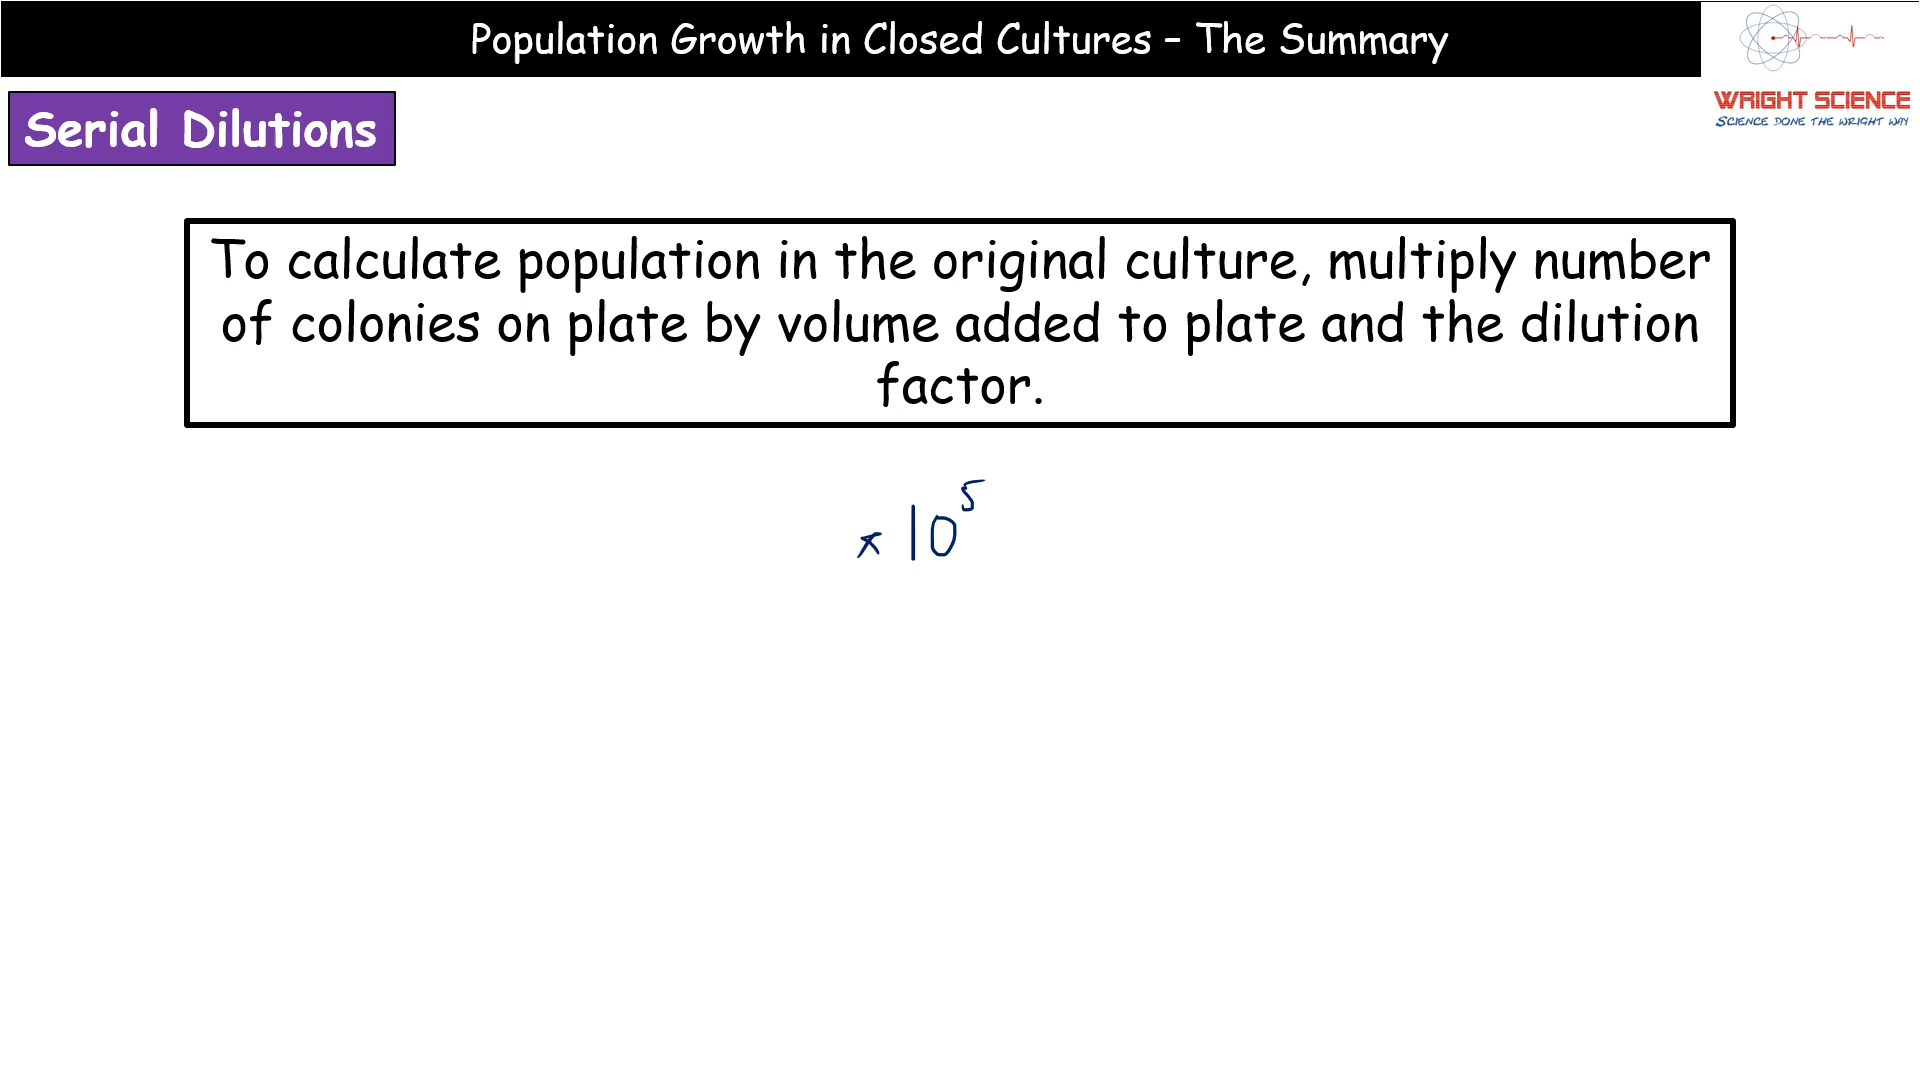 Population Growth in Closed Cultures – The Summary
WRIGHT SCIENCE
SCIENCE DONE THE WRIGHT WAY
Serial Dilutions
To calculate population in the original culture, multiply number
of colonies on plate by volume added to plate and the dilution
factor.
× 10⁵